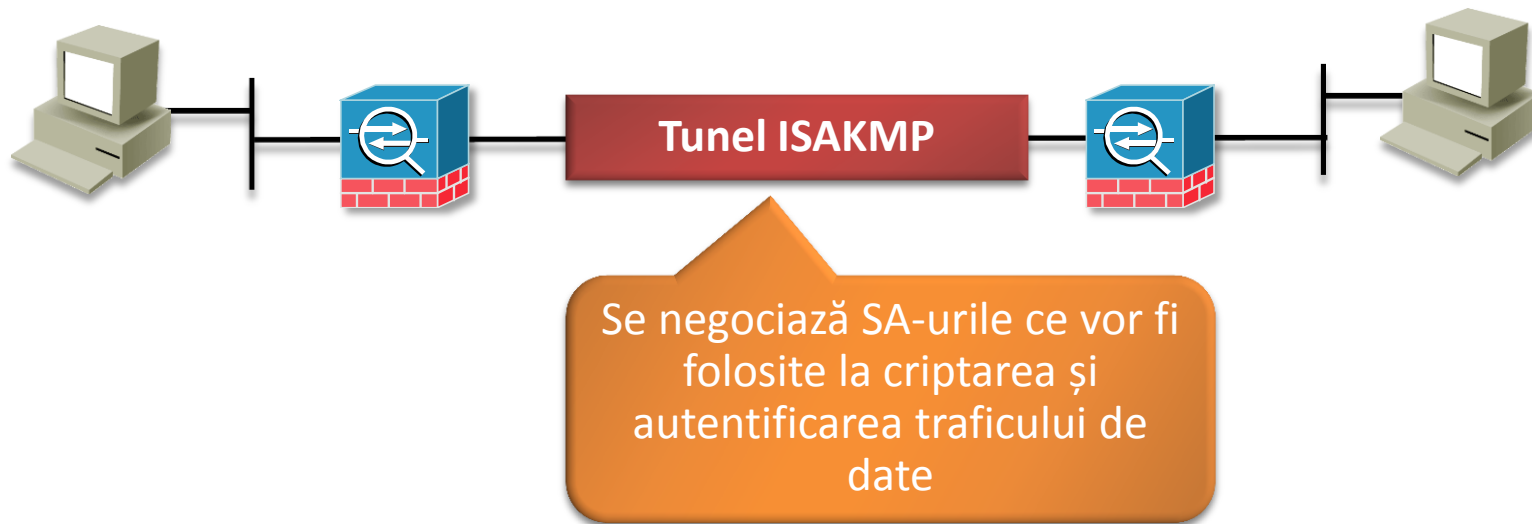 Tunel ISAKMP
Se negociază SA-urile ce vor fi
folosite la criptarea și
autentificarea traficului de
date